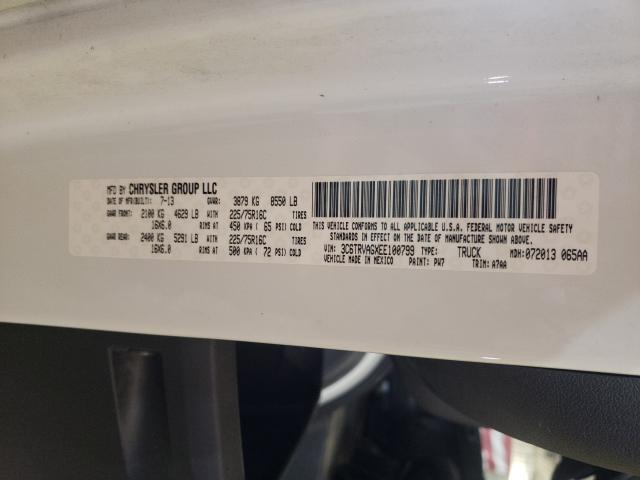 MFD BY CHRYSLER GROUP LLC
DATE OF MFR(BUILT): 7-13 GVWR: 3879 KG 8550 LB
GAWR FRONT: 2100 KG 4629 LB WITH 225/75R16C TIRES
16X6.0 RIMS AT 450 KPA ( 65 PSI) COLD
GAWR REAR: 2400 KG 5291 LB WITH 225/75R16C TIRES
16X6.0 RIMS AT 500 KPA ( 72 PSI) COLD
THIS VEHICLE CONFORMS TO ALL APPLICABLE U.S.A. FEDERAL MOTOR VEHICLE SAFETY
STANDARDS IN EFFECT ON THE DATE OF MANUFACTURE SHOWN ABOVE.
VIN: 3C6TRVAGXEE100799 TYPE: TRUCK MDH:072013 065AA
VEHICLE MADE IN MEXICO PAINT: PW7 TRIM: A7AA